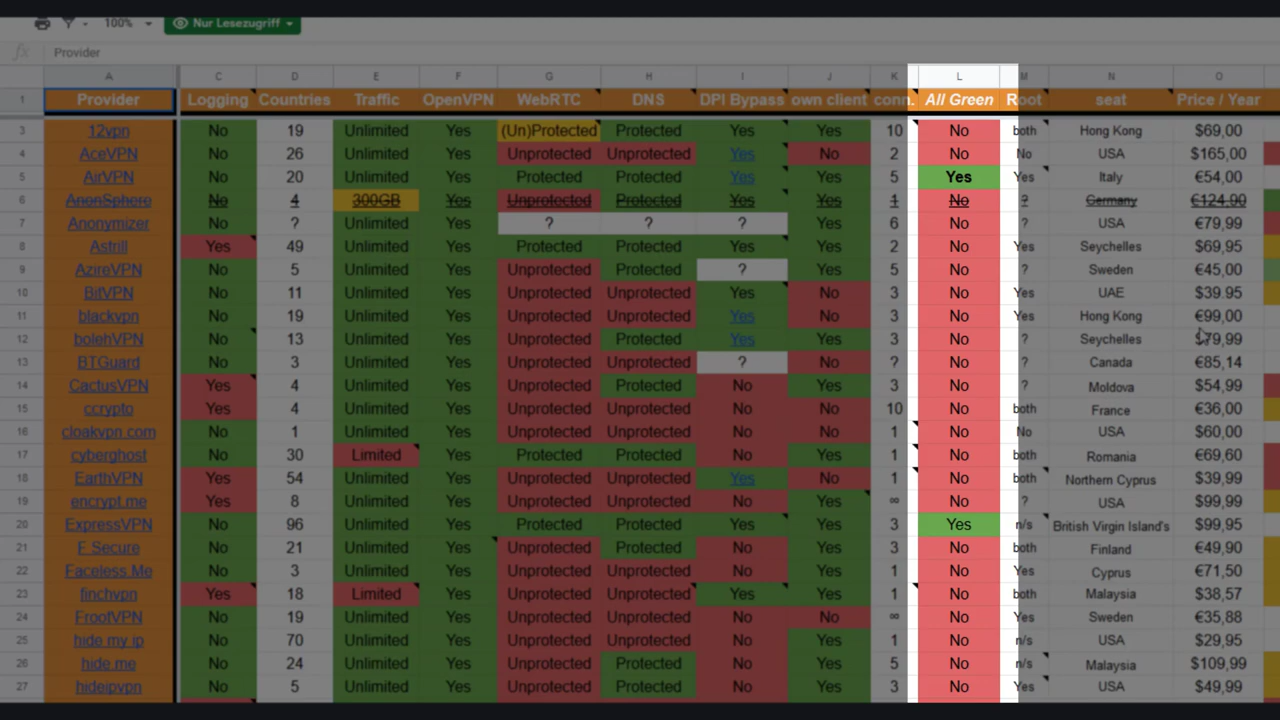 100% Nur Lesezugriff
fx Provider
A C D E F G H I J K L M N O
1 Provider Logging Countries Traffic OpenVPN WebRTC DNS DPI Bypass own client conn. All Green Root seat Price / Year
3 12vpn No 19 Unlimited Yes (Un)Protected Protected Yes Yes 10 No both Hong Kong $69,00
4 AceVPN No 26 Unlimited Yes Unprotected Unprotected Yes No 2 No No USA $165,00
5 AirVPN No 20 Unlimited Yes Protected Protected Yes Yes 5 Yes Yes Italy €54,00
6 AnonSphere No 4 300GB Yes Unprotected Protected Yes Yes 1 No ? Germany €124.90
7 Anonymizer No ? Unlimited Yes ? ? ? Yes 6 No ? USA $79,99
8 Astrill Yes 49 Unlimited Yes Protected Protected Yes Yes 2 No Yes Seychelles $69,95
9 AzireVPN No 5 Unlimited Yes Unprotected Protected ? Yes 5 No ? Sweden €45,00
10 BitVPN No 11 Unlimited Yes Unprotected Unprotected Yes No 3 No Yes UAE $39.95
11 blackvpn No 19 Unlimited Yes Unprotected Unprotected Yes No 3 No Yes Hong Kong €99,00
12 bolehVPN No 13 Unlimited Yes Unprotected Protected Yes Yes 3 No ? Seychelles $79,99
13 BTGuard No 3 Unlimited Yes Unprotected Unprotected ? No ? No ? Canada €85,14
14 CactusVPN Yes 4 Unlimited Yes Unprotected Protected No Yes 3 No ? Moldova $54,99
15 ccrypto Yes 4 Unlimited Yes Unprotected Unprotected No No 10 No both France €36,00
16 cloakvpn.com No 1 Unlimited Yes Unprotected Unprotected No No 1 No No USA $60,00
17 cyberghost No 30 Limited Yes Protected Protected No Yes 1 No both Romania €69,60
18 EarthVPN Yes 54 Unlimited Yes Unprotected Unprotected Yes No 1 No both Northern Cyprus $39,99
19 encrypt.me Yes 8 Unlimited Yes Unprotected Unprotected No Yes ∞ No ? USA $99,99
20 ExpressVPN No 96 Unlimited Yes Protected Protected Yes Yes 3 Yes n/s British Virgin Island's $99,95
21 F Secure No 21 Unlimited Yes Unprotected Protected No Yes 3 No both Finland €49,90
22 Faceless.Me No 3 Unlimited Yes Unprotected Unprotected No Yes 1 No Yes Cyprus €71,50
23 finchvpn Yes 18 Limited Yes Unprotected Unprotected Yes Yes 1 No both Malaysia $38,57
24 FrootVPN No 19 Unlimited Yes Unprotected Unprotected No No ∞ No Yes Sweden €35,88
25 hide my ip No 70 Unlimited Yes Unprotected Unprotected No Yes 1 No n/s USA $29,95
26 hide.me No 24 Unlimited Yes Unprotected Protected No Yes 5 No n/s Malaysia $109,99
27 hideipvpn No 5 Unlimited Yes Unprotected Protected No Yes 3 No Yes USA $49,99